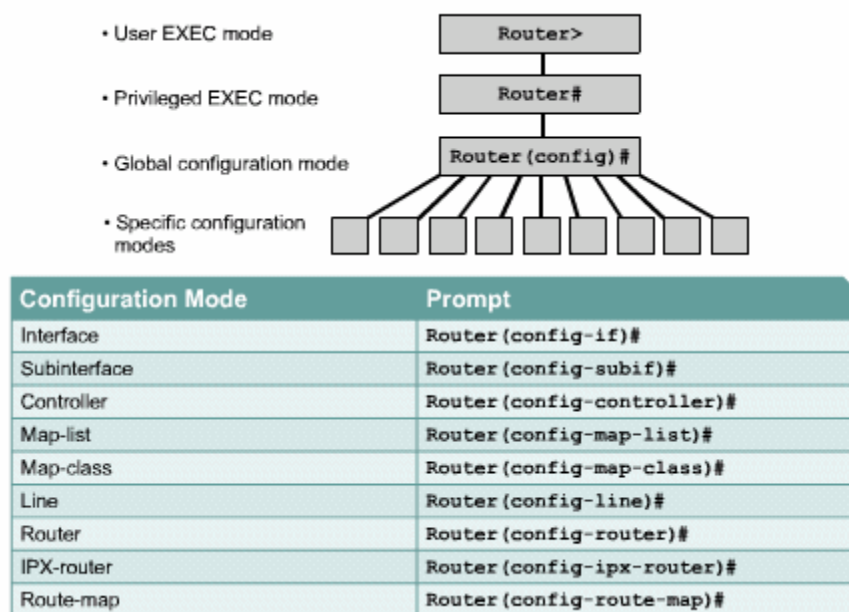 • User EXEC mode Router>
• Privileged EXEC mode Router#
• Global configuration mode Router(config)#
• Specific configuration
modes
Configuration Mode Prompt
Interface Router(config-if)#
Subinterface Router(config-subif)#
Controller Router(config-controller)#
Map-list Router(config-map-list)#
Map-class Router(config-map-class)#
Line Router(config-line)#
Router Router(config-router)#
IPX-router Router(config-ipx-router)#
Route-map Router(config-route-map)#